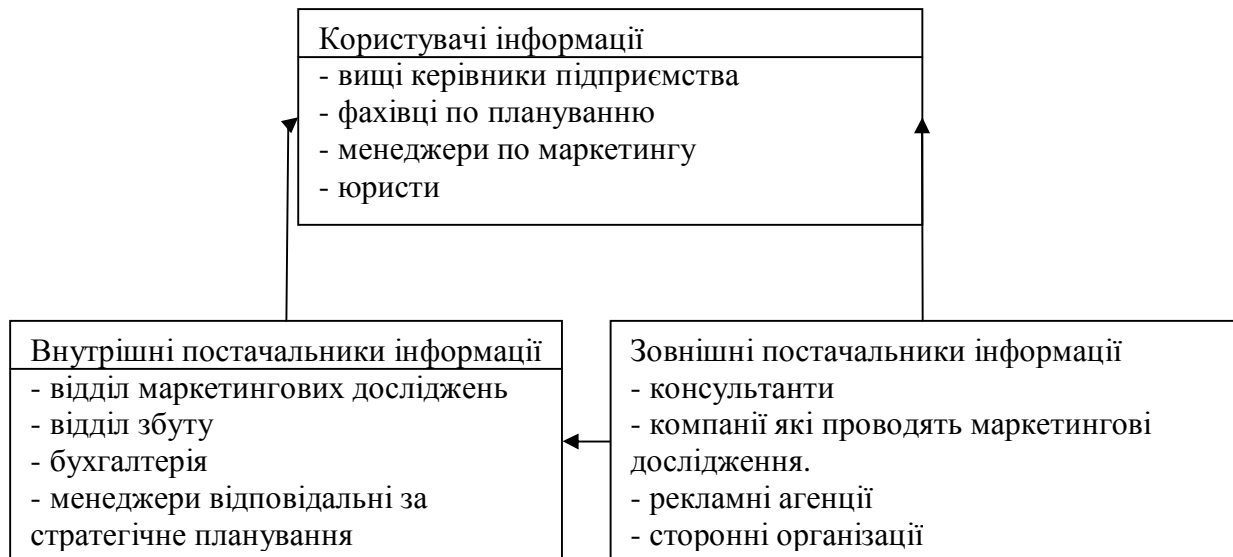 Користувачі інформації
- вищі керівники підприємства
- фахівці по плануванню
- менеджери по маркетингу
- юристи
Внутрішні постачальники інформації
- відділ маркетингових досліджень
- відділ збуту
- бухгалтерія
- менеджери відповідальні за
стратегічне планування
Зовнішні постачальники інформації
- консультанти
- компанії які проводять маркетингові
дослідження.
- рекламні агенції
- сторонні організації